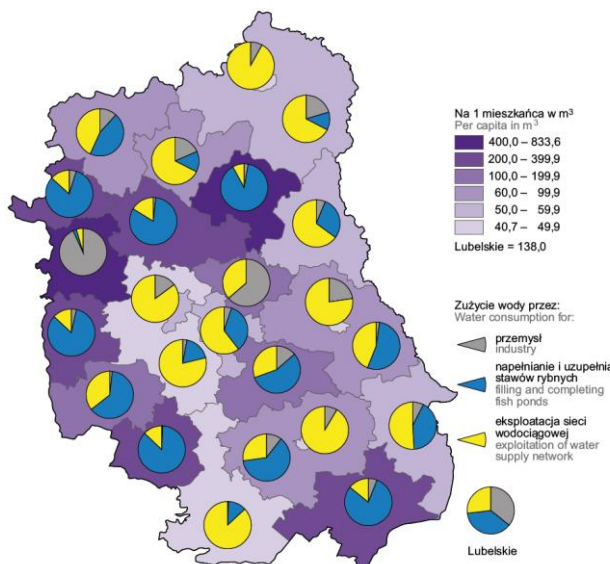 Na 1 mieszkańca w m³
Per capita in m³
400,0 – 833,6
200,0 – 399,9
100,0 – 199,9
60,0 – 99,9
50,0 – 59,9
40,7 – 49,9
Lubelskie = 138,0
Zużycie wody przez:
Water consumption for:
przemysł
industry
napełnianie i uzupełnia
stawów rybnych
filling and completing
fish ponds
eksploatacja sieci
wodociągowej
exploitation of water
supply network
Lubelskie